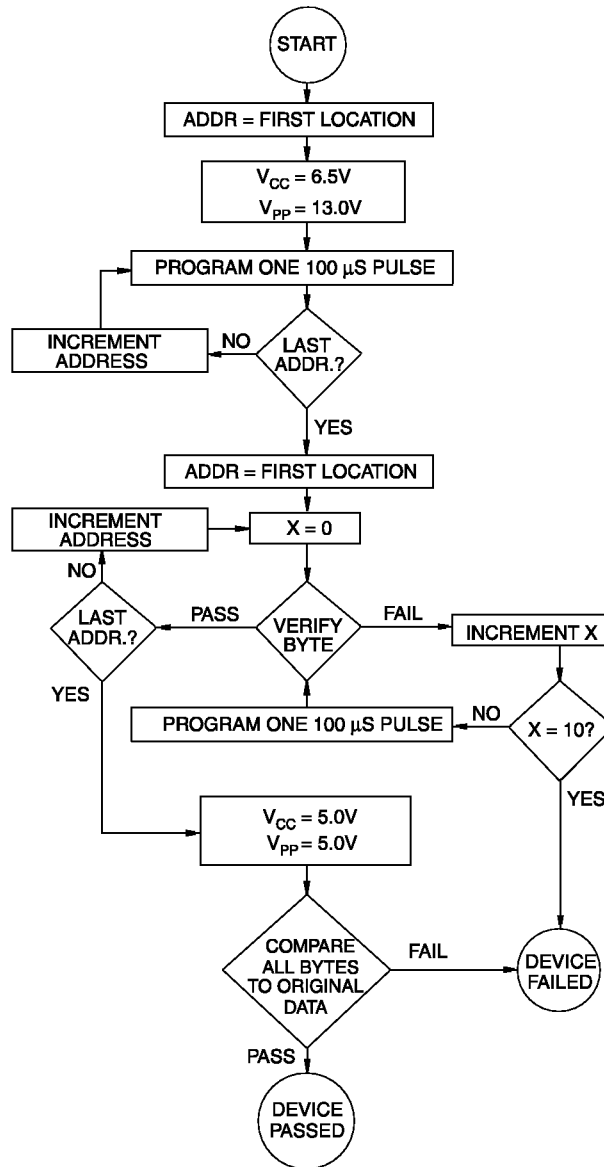 START
ADDR = FIRST LOCATION
VCC = 6.5V
VPP = 13.0V
PROGRAM ONE 100 µS PULSE
INCREMENT
ADDRESS
NO
LAST
ADDR.?
YES
ADDR = FIRST LOCATION
INCREMENT
ADDRESS
X = 0
NO
LAST
ADDR.?
PASS
VERIFY
BYTE
FAIL
INCREMENT X
YES
PROGRAM ONE 100 µS PULSE
NO
X = 10?
YES
VCC = 5.0V
VPP = 5.0V
COMPARE
ALL BYTES
TO ORIGINAL
DATA
FAIL
DEVICE
FAILED
PASS
DEVICE
PASSED